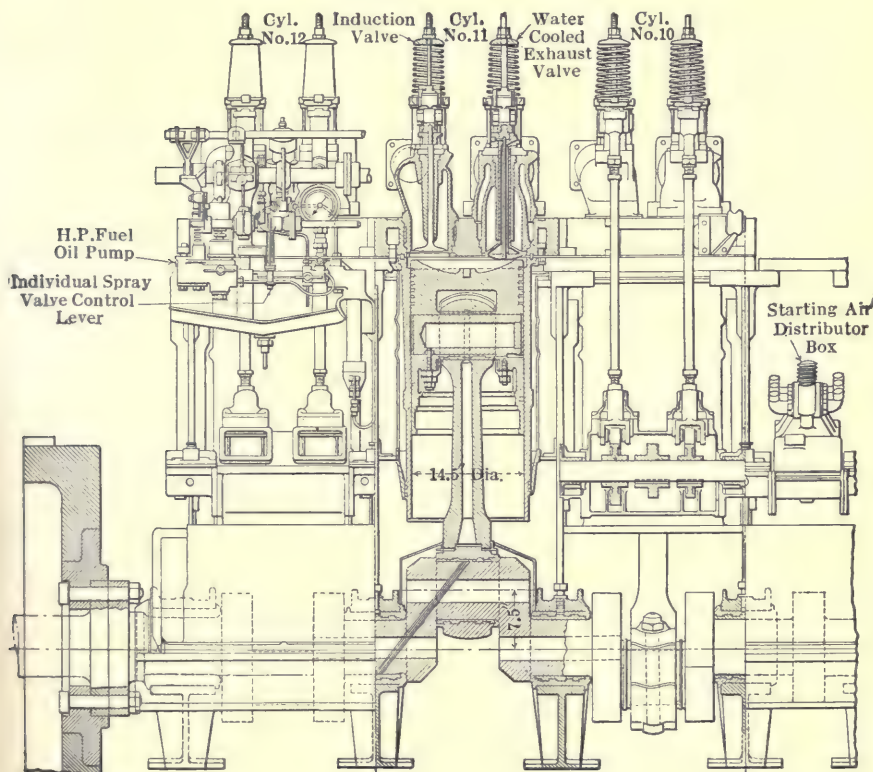 Cyl.
No.12
Induction
Valve
Cyl.
No.11
Water
Cooled
Exhaust
Valve
Cyl.
No.10
H.P.Fuel
Oil Pump
Individual Spray
Valve Control
Lever
Starting Air
Distributor
Box
14.5" Dia.
7.5"